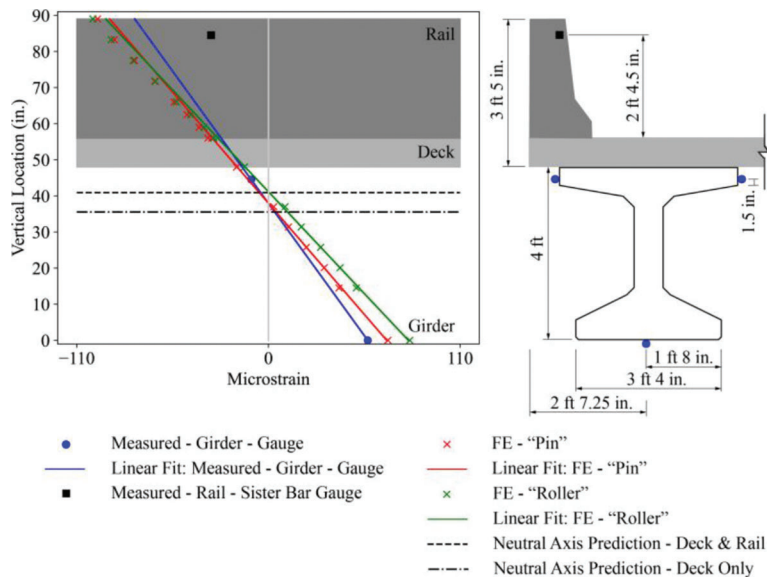 90
80
70
60
50
40
30
20
10
0
Vertical Location (in.)
−110
0
110
Microstrain
Rail
Deck
Girder
3 ft 5 in.
2 ft 4.5 in.
4 ft
1.5 in.
1 ft 8 in.
3 ft 4 in.
2 ft 7.25 in.
Measured - Girder - Gauge
Linear Fit: Measured - Girder - Gauge
Measured - Rail - Sister Bar Gauge
FE - “Pin”
Linear Fit: FE - “Pin”
FE - “Roller”
Linear Fit: FE - “Roller”
Neutral Axis Prediction - Deck & Rail
Neutral Axis Prediction - Deck Only